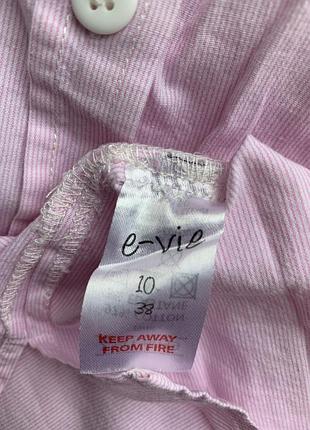 e-vie
10
38
KEEP AWAY
FROM FIRE